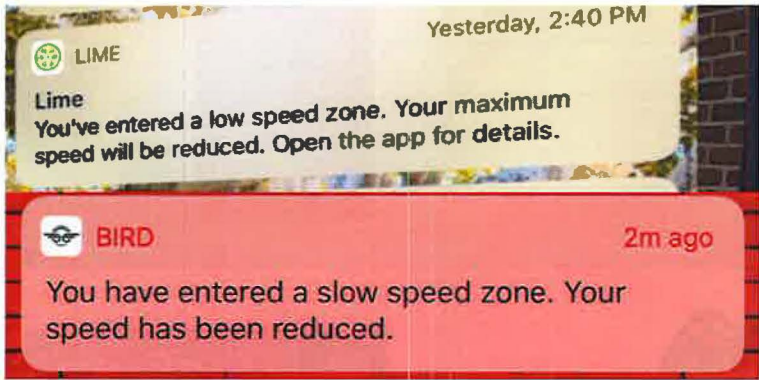 Yesterday, 2:40 PM
LIME
Lime
You've entered a low speed zone. Your maximum
speed will be reduced. Open the app for details.
BIRD
2m ago
You have entered a slow speed zone. Your
speed has been reduced.